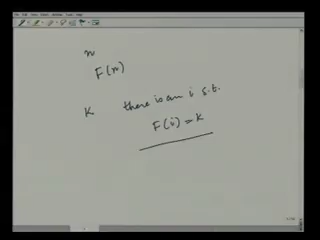 n
F(n)
K there is an i s.t.
F(i) = K